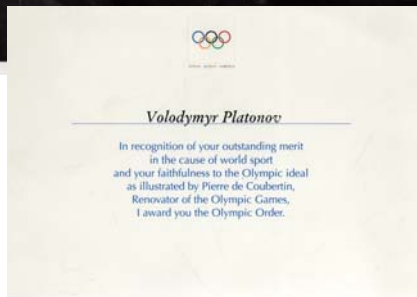 Volodymyr Platonov
In recognition of your outstanding merit
in the cause of world sport
and your faithfulness to the Olympic ideal
as illustrated by Pierre de Coubertin,
Renovator of the Olympic Games,
I award you the Olympic Order.